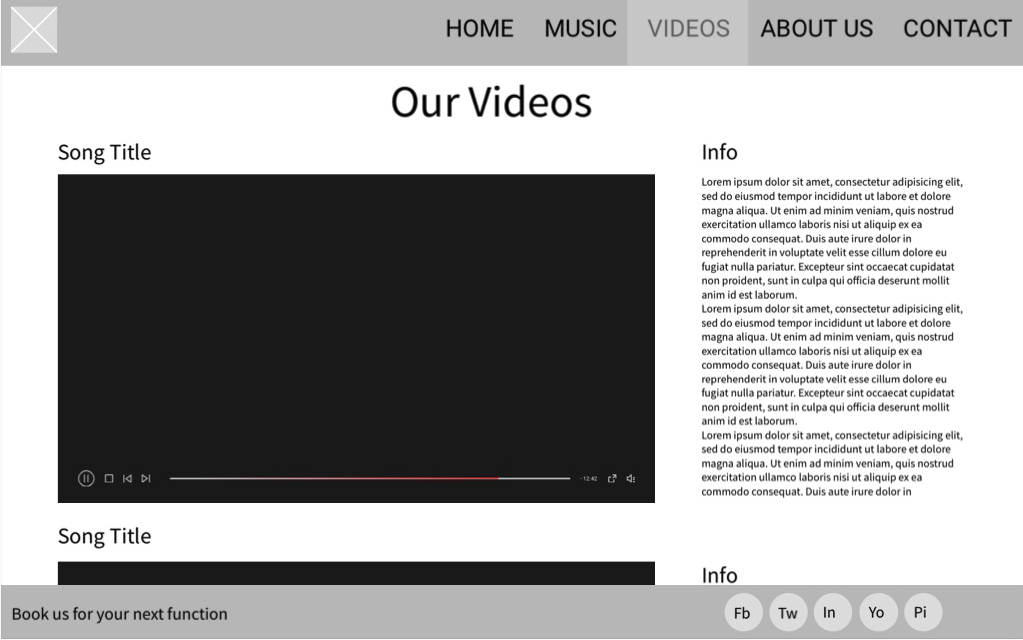 HOME MUSIC VIDEOS ABOUT US CONTACT
Our Videos
Song Title
- 12:42
Info
Lorem ipsum dolor sit amet, consectetur adipisicing elit,
sed do eiusmod tempor incididunt ut labore et dolore
magna aliqua. Ut enim ad minim veniam, quis nostrud
exercitation ullamco laboris nisi ut aliquip ex ea
commodo consequat. Duis aute irure dolor in
reprehenderit in voluptate velit esse cillum dolore eu
fugiat nulla pariatur. Excepteur sint occaecat cupidatat
non proident, sunt in culpa qui officia deserunt mollit
anim id est laborum.
Lorem ipsum dolor sit amet, consectetur adipisicing elit,
sed do eiusmod tempor incididunt ut labore et dolore
magna aliqua. Ut enim ad minim veniam, quis nostrud
exercitation ullamco laboris nisi ut aliquip ex ea
commodo consequat. Duis aute irure dolor in
reprehenderit in voluptate velit esse cillum dolore eu
fugiat nulla pariatur. Excepteur sint occaecat cupidatat
non proident, sunt in culpa qui officia deserunt mollit
anim id est laborum.
Lorem ipsum dolor sit amet, consectetur adipisicing elit,
sed do eiusmod tempor incididunt ut labore et dolore
magna aliqua. Ut enim ad minim veniam, quis nostrud
exercitation ullamco laboris nisi ut aliquip ex ea
commodo consequat. Duis aute irure dolor in
Song Title
Info
Book us for your next function
Fb Tw In Yo Pi